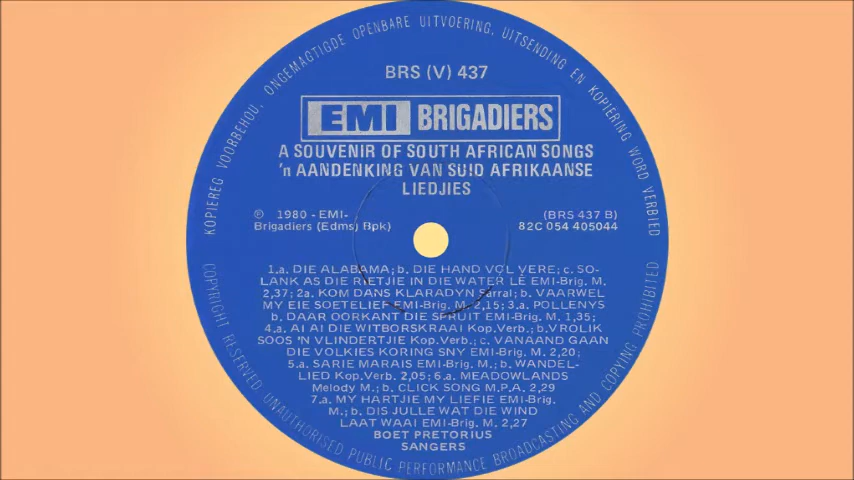 KOPIEREG VOORBEHOU, ONGEMAGTIGDE OPENBARE UITVOERING, UITSENDING EN KOPIERING WORD VERBIED
BRS (V) 437
EMI BRIGADIERS
A SOUVENIR OF SOUTH AFRICAN SONGS
'n AANDENKING VAN SUID AFRIKAANSE
LIEDJIES
℗ 1980 - EMI-
Brigadiers (Edms) Bpk)
(BRS 437 B)
82C 054 405044
1.a. DIE ALABAMA; b. DIE HAND VOL VERE; c. SO-
LANK AS DIE RIETJIE IN DIE WATER LÊ EMI-Brig. M.
2,37; 2a. KOM DANS KLARADYN Sarral; b. VAARWEL
MY EIE SOETELIEF EMI-Brig. M. 2,15; 3.a. POLLENYS
b. DAAR OORKANT DIE SPRUIT EMI-Brig. M. 1,35;
4.a. AI AI DIE WITBORSKRAAI Kop.Verb.; b. VROLIK
SOOS 'N VLINDERTJIE Kop.Verb.; c. VANAAND GAAN
DIE VOLKIES KORING SNY EMI-Brig. M. 2,20;
5.a. SARIE MARAIS EMI-Brig. M.; b. WANDEL-
LIED Kop.Verb. 2,05; 6.a. MEADOWLANDS
Melody M.; b. CLICK SONG M.P.A. 2,29
7.a. MY HARTJIE MY LIEFIE EMI-Brig.
M.; b. DIS JULLE WAT DIE WIND
LAAT WAAI EMI-Brig. M. 2,27
BOET PRETORIUS
SANGERS
COPYRIGHT RESERVED UNAUTHORISED PUBLIC PERFORMANCE BROADCASTING AND COPYING PROHIBITED